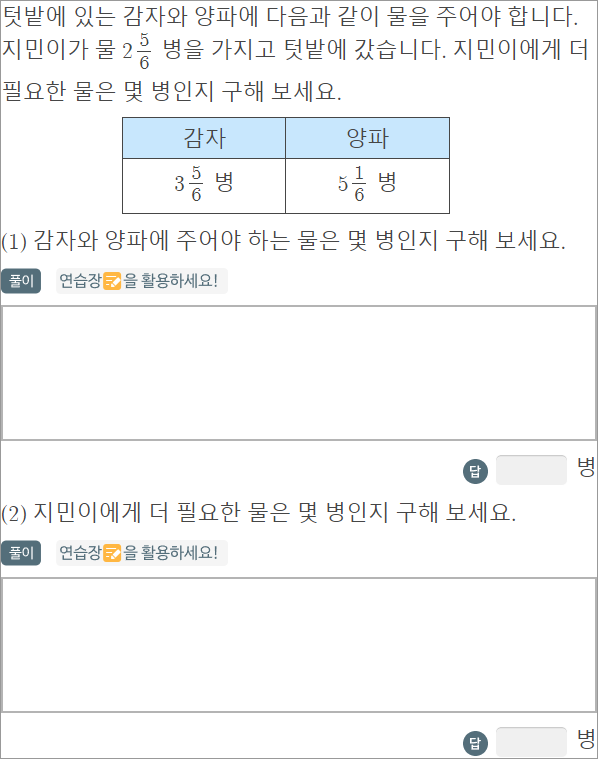 텃밭에 있는 감자와 양파에 다음과 같이 물을 주어야 합니다.
지민이가 물 2 5/6 병을 가지고 텃밭에 갔습니다. 지민이에게 더
필요한 물은 몇 병인지 구해 보세요.
감자 양파
3 5/6 병 5 1/6 병
(1) 감자와 양파에 주어야 하는 물은 몇 병인지 구해 보세요.
풀이 연습장을 활용하세요!
답 병
(2) 지민이에게 더 필요한 물은 몇 병인지 구해 보세요.
풀이 연습장을 활용하세요!
답 병